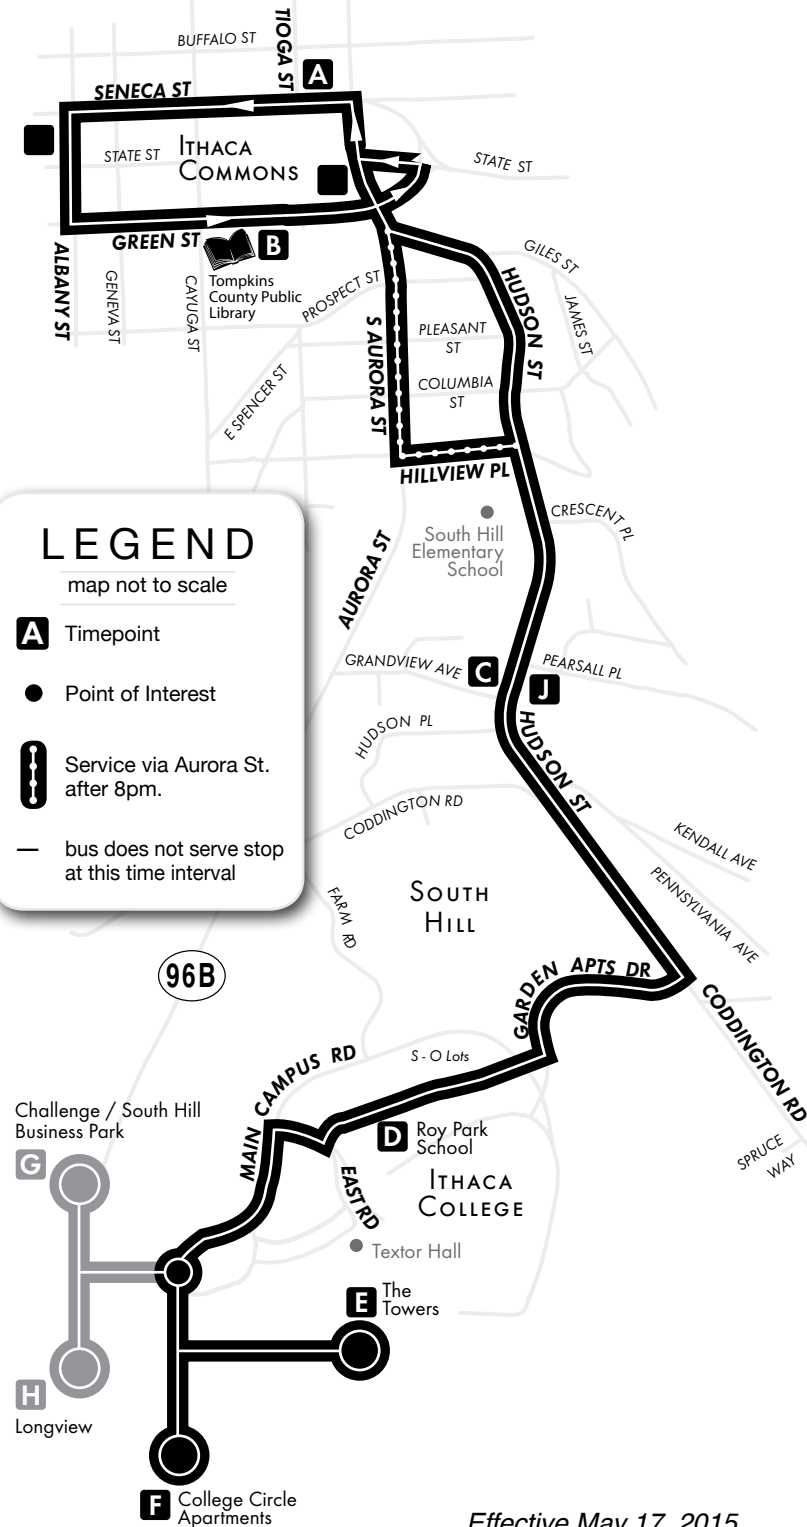 BUFFALO ST
TIOGA ST
A
SENECA ST
STATE ST
ITHACA
COMMONS
STATE ST
GREEN ST
B
Tompkins
County Public
Library
ALBANY ST
GENEVA ST
CAYUGA ST
PROSPECT ST
GILES ST
JAMES ST
HUDSON ST
PLEASANT
ST
S AURORA ST
COLUMBIA
ST
E SPENCER ST
HILLVIEW PL
South Hill
Elementary
School
CRESCENT PL
AURORA ST
LEGEND
map not to scale
A Timepoint
Point of Interest
Service via Aurora St.
after 8pm.
— bus does not serve stop
at this time interval
GRANDVIEW AVE
C
J
PEARSALL PL
HUDSON PL
HUDSON ST
CODDINGTON RD
KENDALL AVE
PENNSYLVANIA AVE
SOUTH
HILL
FARM RD
96B
GARDEN APTS DR
CODDINGTON RD
MAIN CAMPUS RD
S - O Lots
SPRUCE
WAY
Challenge / South Hill
Business Park
G
D
Roy Park
School
ITHACA
COLLEGE
EAST RD
Textor Hall
E
The
Towers
H
Longview
F
College Circle
Apartments
Effective May 17, 2015